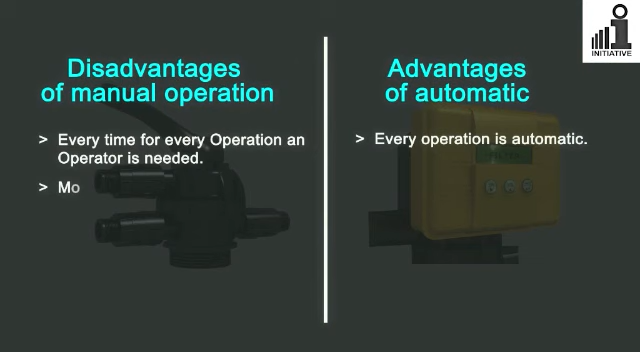 INITIATIVE
Disadvantages
of manual operation
> Every time for every Operation an
Operator is needed.
> Mo
Advantages
of automatic
> Every operation is automatic.